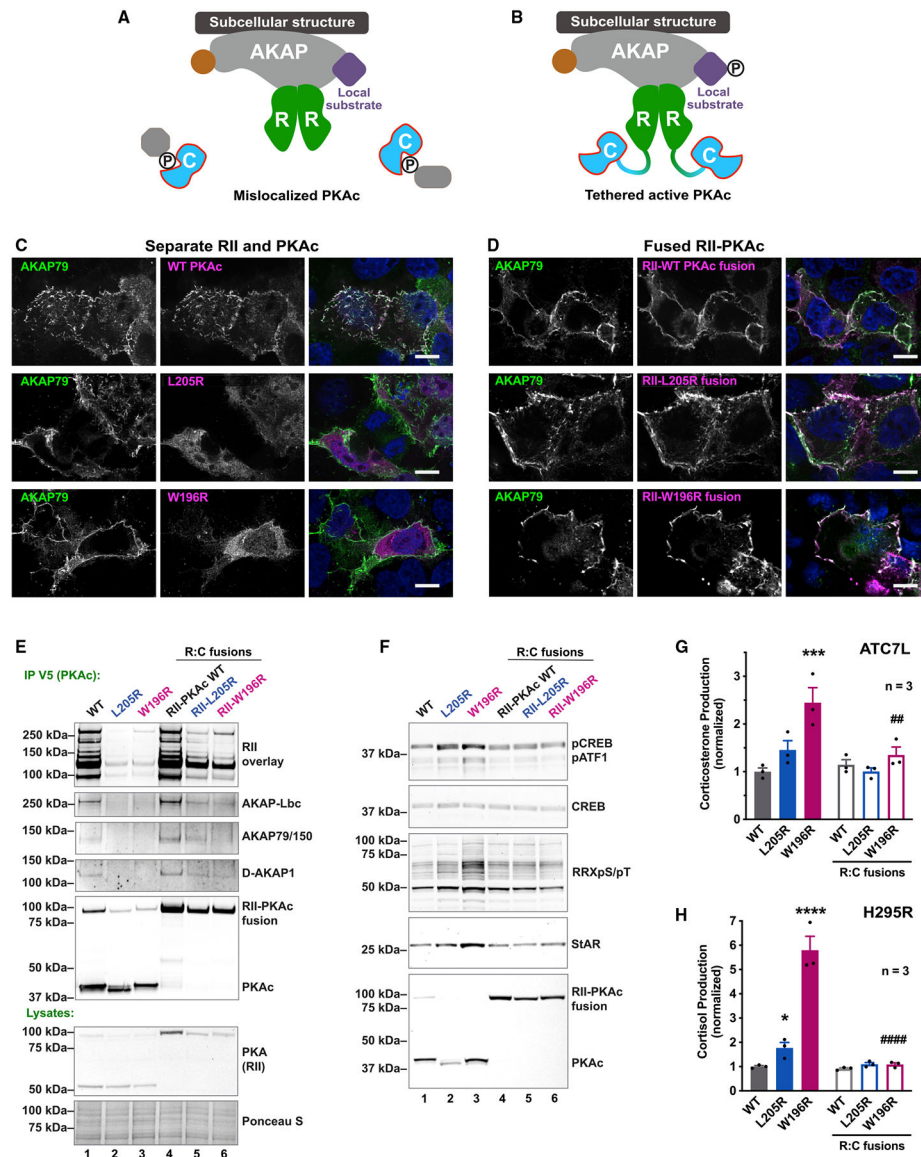 A
Subcellular structure
AKAP
Local
substrate
R R
C
P
C
P
Mislocalized PKAc
B
Subcellular structure
AKAP
P
Local
substrate
R R
C
C
Tethered active PKAc
C
Separate RII and PKAc
AKAP79
WT PKAc
AKAP79
L205R
AKAP79
W196R
D
Fused RII-PKAc
AKAP79
RII-WT PKAc fusion
AKAP79
RII-L205R fusion
AKAP79
RII-W196R fusion
E
R:C fusions
IP V5 (PKAc):
WT
L205R
W196R
RII-PKAc WT
RII-L205R
RII-W196R
250 kDa
150 kDa
100 kDa
RII
overlay
250 kDa
AKAP-Lbc
150 kDa
AKAP79/150
150 kDa
100 kDa
D-AKAP1
100 kDa
75 kDa
RII-PKAc
fusion
50 kDa
37 kDa
PKAc
Lysates:
100 kDa
75 kDa
50 kDa
PKA
(RII)
100 kDa
75 kDa
Ponceau S
1 2 3 4 5 6
F
R:C fusions
WT
L205R
W196R
RII-PKAc WT
RII-L205R
RII-W196R
37 kDa
pCREB
pATF1
37 kDa
CREB
100 kDa
75 kDa
50 kDa
RRXpS/pT
25 kDa
StAR
100 kDa
75 kDa
RII-PKAc
fusion
50 kDa
37 kDa
PKAc
1 2 3 4 5 6
G
ATC7L
Corticosterone Production
(normalized)
3
2
1
0
***
n = 3
##
WT
L205R
W196R
WT
L205R
W196R
R:C fusions
H
H295R
Cortisol Production
(normalized)
7
6
5
4
3
2
1
0
*
****
n = 3
####
WT
L205R
W196R
WT
L205R
W196R
R:C fusions